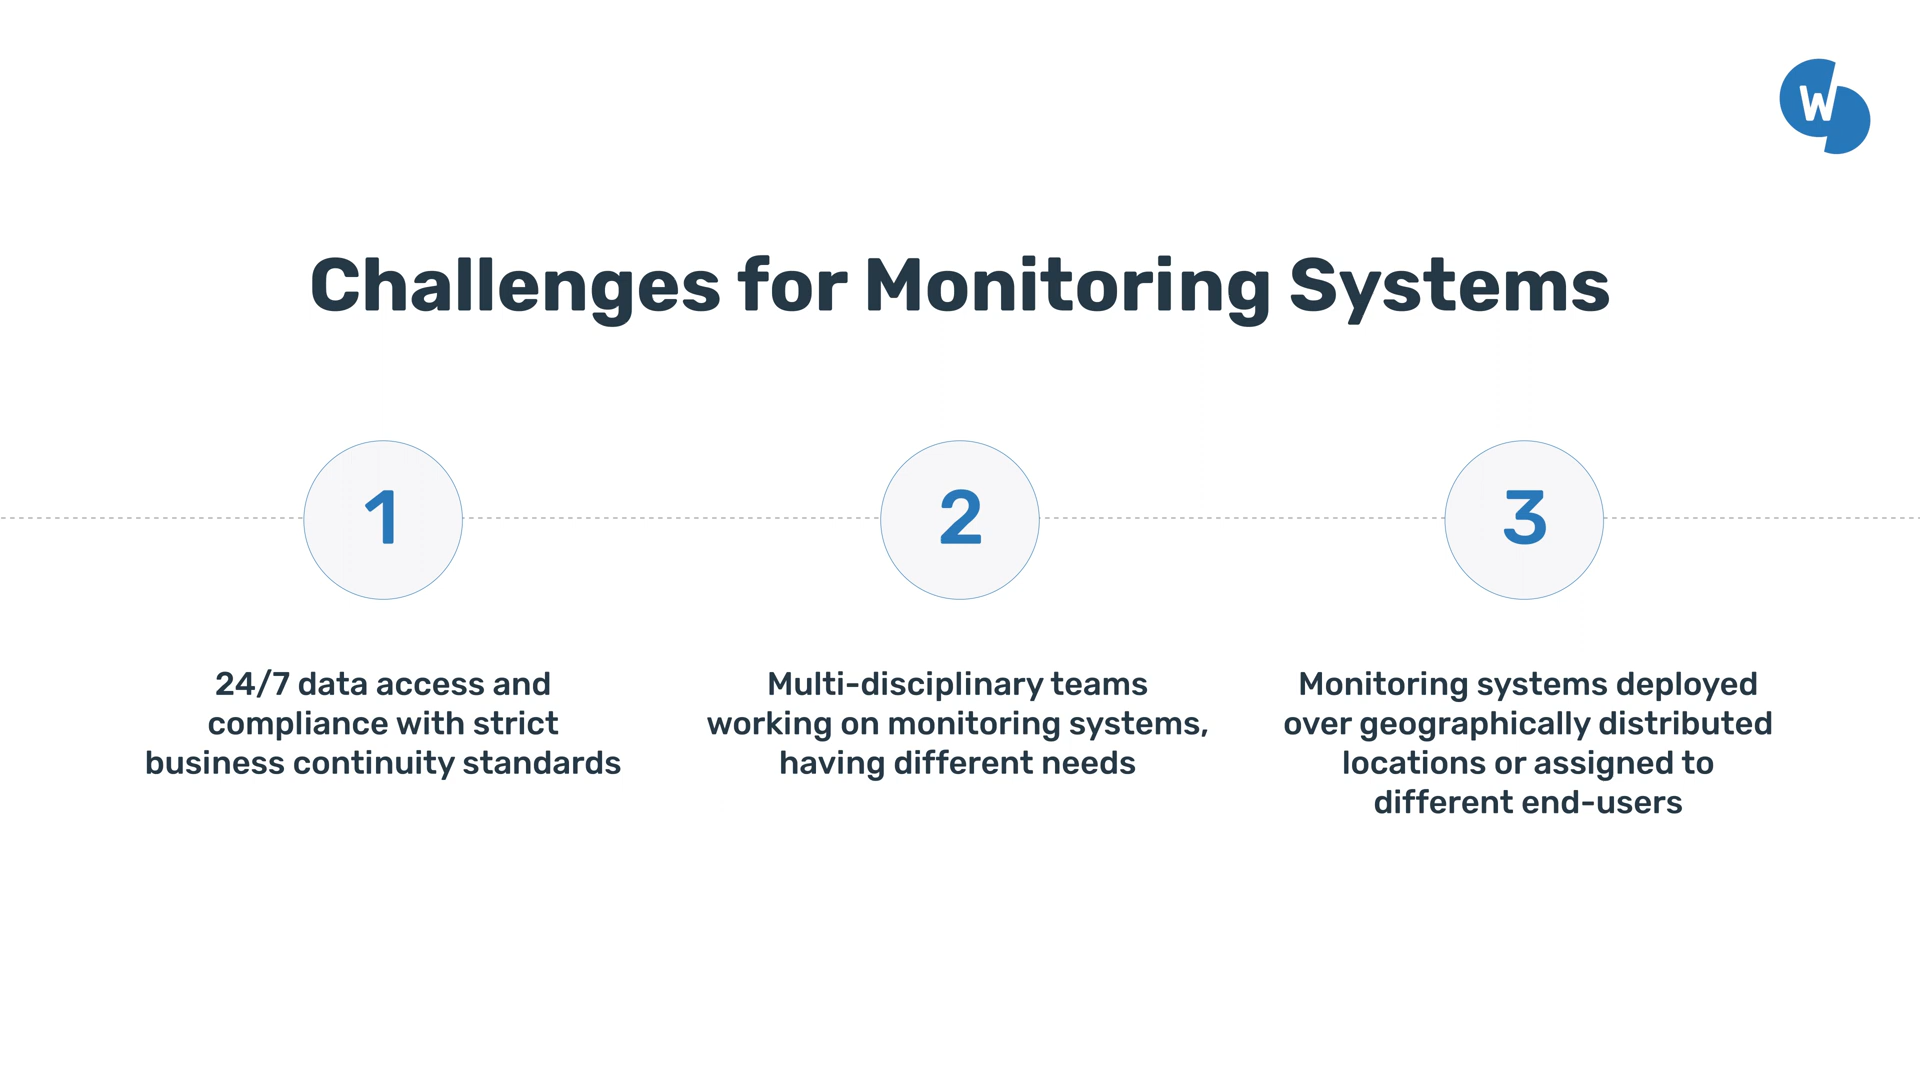 W
Challenges for Monitoring Systems
1
24/7 data access and
compliance with strict
business continuity standards
2
Multi-disciplinary teams
working on monitoring systems,
having different needs
3
Monitoring systems deployed
over geographically distributed
locations or assigned to
different end-users